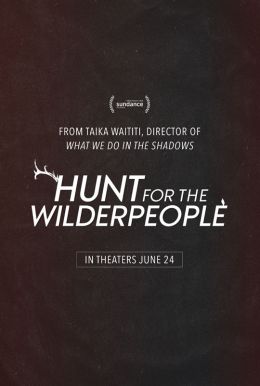 sundance
FROM TAIKA WAITITI, DIRECTOR OF
WHAT WE DO IN THE SHADOWS
HUNT FOR THE
WILDERPEOPLE
IN THEATERS JUNE 24